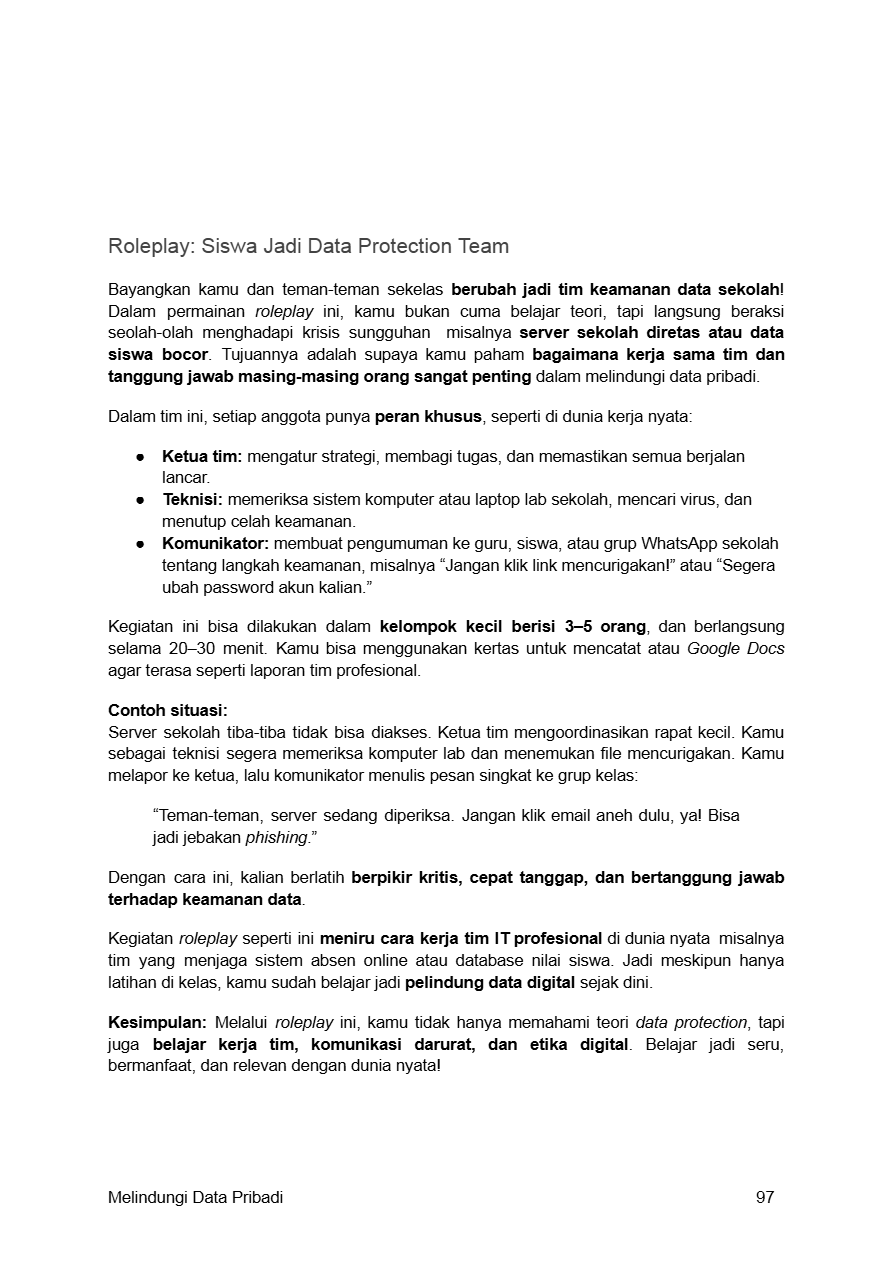 Roleplay: Siswa Jadi Data Protection Team
Bayangkan kamu dan teman-teman sekelas berubah jadi tim keamanan data sekolah!
Dalam permainan roleplay ini, kamu bukan cuma belajar teori, tapi langsung beraksi
seolah-olah menghadapi krisis sungguhan  misalnya server sekolah diretas atau data
siswa bocor. Tujuannya adalah supaya kamu paham bagaimana kerja sama tim dan
tanggung jawab masing-masing orang sangat penting dalam melindungi data pribadi.
Dalam tim ini, setiap anggota punya peran khusus, seperti di dunia kerja nyata:
● Ketua tim: mengatur strategi, membagi tugas, dan memastikan semua berjalan
lancar.
● Teknisi: memeriksa sistem komputer atau laptop lab sekolah, mencari virus, dan
menutup celah keamanan.
● Komunikator: membuat pengumuman ke guru, siswa, atau grup WhatsApp sekolah
tentang langkah keamanan, misalnya “Jangan klik link mencurigakan!” atau “Segera
ubah password akun kalian.”
Kegiatan ini bisa dilakukan dalam kelompok kecil berisi 3–5 orang, dan berlangsung
selama 20–30 menit. Kamu bisa menggunakan kertas untuk mencatat atau Google Docs
agar terasa seperti laporan tim profesional.
Contoh situasi:
Server sekolah tiba-tiba tidak bisa diakses. Ketua tim mengoordinasikan rapat kecil. Kamu
sebagai teknisi segera memeriksa komputer lab dan menemukan file mencurigakan. Kamu
melapor ke ketua, lalu komunikator menulis pesan singkat ke grup kelas:
“Teman-teman, server sedang diperiksa. Jangan klik email aneh dulu, ya! Bisa
jadi jebakan phishing.”
Dengan cara ini, kalian berlatih berpikir kritis, cepat tanggap, dan bertanggung jawab
terhadap keamanan data.
Kegiatan roleplay seperti ini meniru cara kerja tim IT profesional di dunia nyata  misalnya
tim yang menjaga sistem absen online atau database nilai siswa. Jadi meskipun hanya
latihan di kelas, kamu sudah belajar jadi pelindung data digital sejak dini.
Kesimpulan: Melalui roleplay ini, kamu tidak hanya memahami teori data protection, tapi
juga belajar kerja tim, komunikasi darurat, dan etika digital. Belajar jadi seru,
bermanfaat, dan relevan dengan dunia nyata!
Melindungi Data Pribadi 97